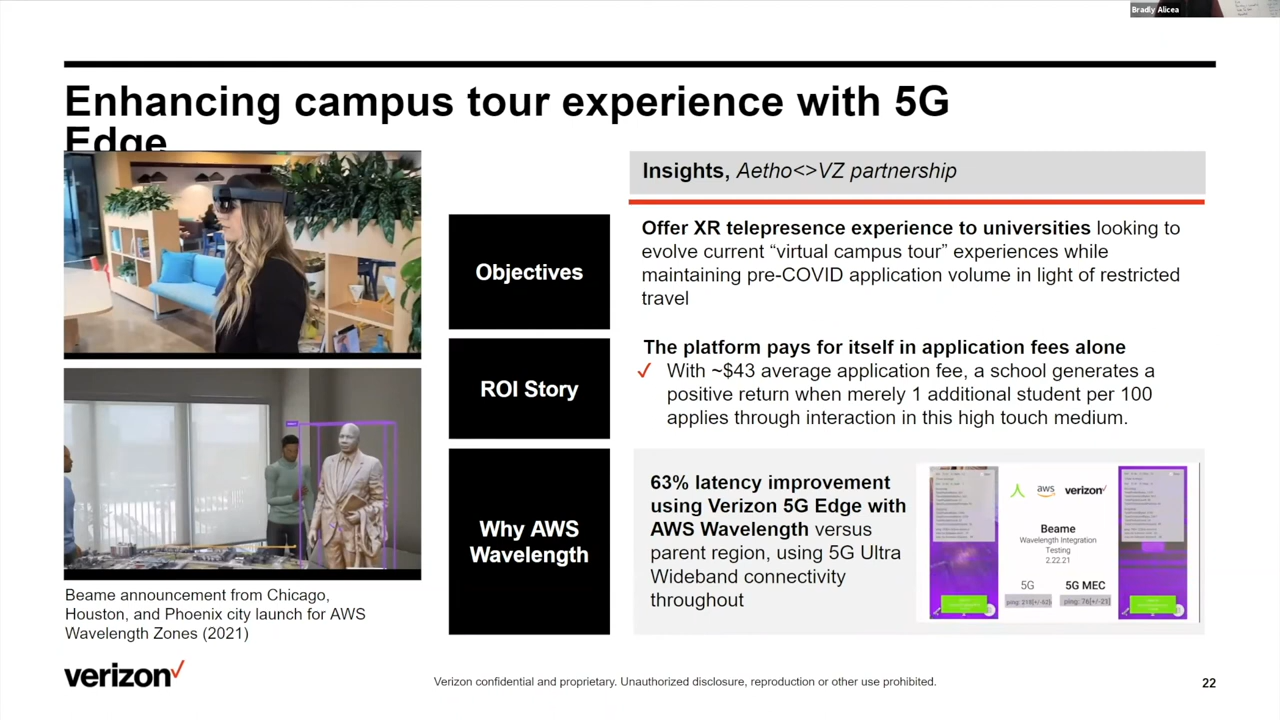 Bradly Alicea
Enhancing campus tour experience with 5G
Edge
Insights, Aetho<>VZ partnership
Objectives
Offer XR telepresence experience to universities looking to
evolve current “virtual campus tour” experiences while
maintaining pre-COVID application volume in light of restricted
travel
ROI Story
The platform pays for itself in application fees alone
✓ With ~$43 average application fee, a school generates a
positive return when merely 1 additional student per 100
applies through interaction in this high touch medium.
Why AWS
Wavelength
63% latency improvement
using Verizon 5G Edge with
AWS Wavelength versus
parent region, using 5G Ultra
Wideband connectivity
throughout
aws verizon
Beame
Wavelength Integration
Testing
2.22.21
5G 5G MEC
Beame announcement from Chicago,
Houston, and Phoenix city launch for AWS
Wavelength Zones (2021)
verizon
Verizon confidential and proprietary. Unauthorized disclosure, reproduction or other use prohibited.
22